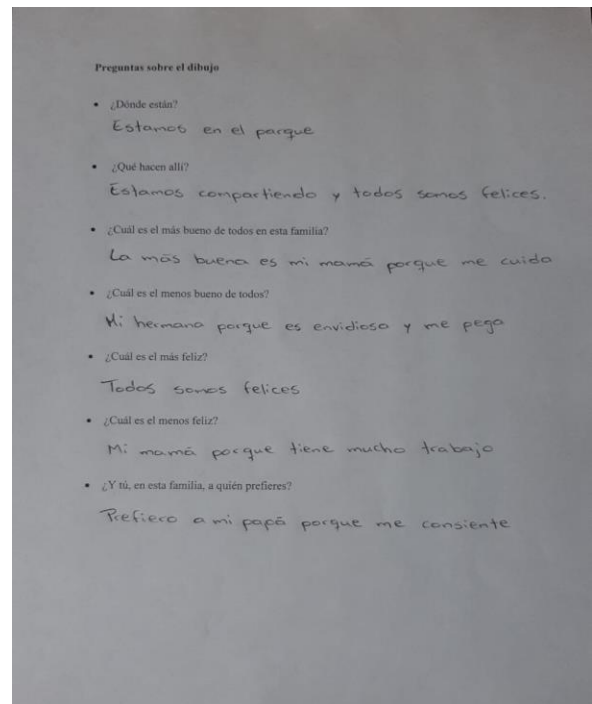 Preguntas sobre el dibujo
• ¿Dónde están?
Estamos en el parque
• ¿Qué hacen allí?
Estamos compartiendo y todos somos felices.
• ¿Cuál es el más bueno de todos en esta familia?
La más buena es mi mamá porque me cuida
• ¿Cuál es el menos bueno de todos?
Mi hermana porque es envidiosa y me pega
• ¿Cuál es el más feliz?
Todos somos felices
• ¿Cuál es el menos feliz?
Mi mamá porque tiene mucho trabajo
• ¿Y tú, en esta familia, a quién prefieres?
Prefiero a mi papá porque me consiente